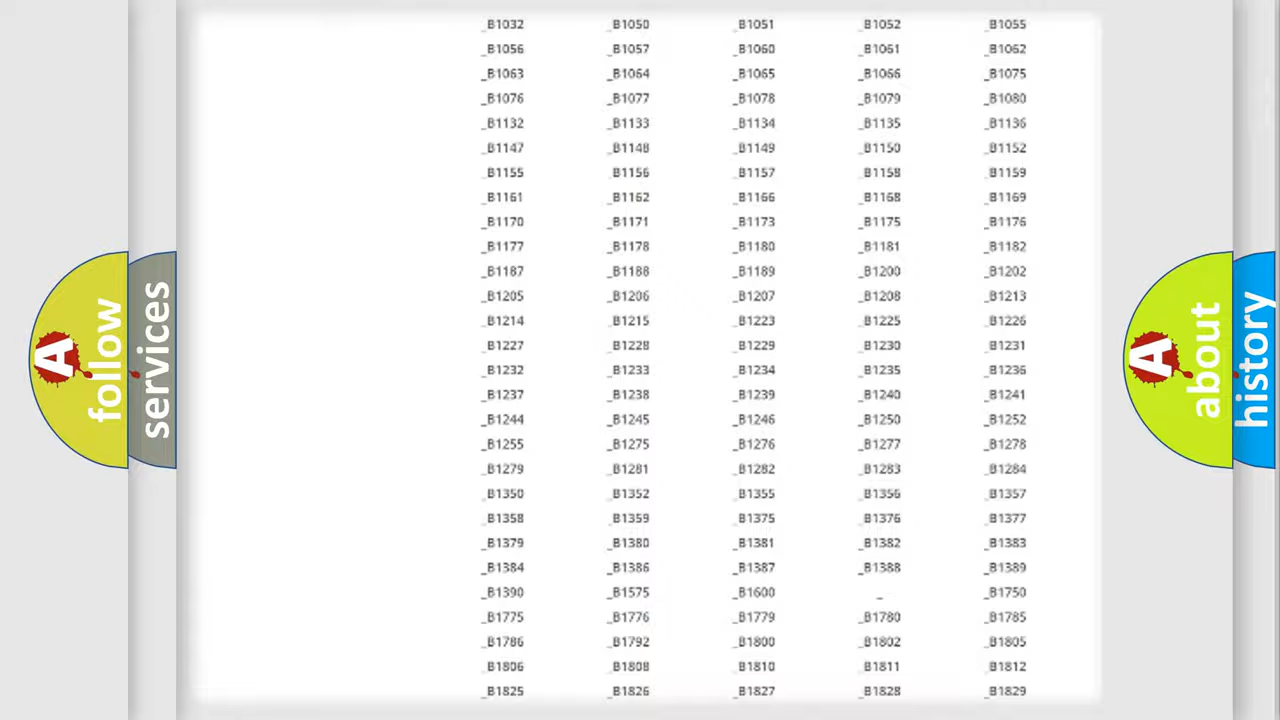 _B1032 _B1050 _B1051 _B1052 _B1055
_B1056 _B1057 _B1060 _B1061 _B1062
_B1063 _B1064 _B1065 _B1066 _B1075
_B1076 _B1077 _B1078 _B1079 _B1080
_B1132 _B1133 _B1134 _B1135 _B1136
_B1147 _B1148 _B1149 _B1150 _B1152
_B1155 _B1156 _B1157 _B1158 _B1159
_B1161 _B1162 _B1166 _B1168 _B1169
_B1170 _B1171 _B1173 _B1175 _B1176
_B1177 _B1178 _B1180 _B1181 _B1182
_B1187 _B1188 _B1189 _B1200 _B1202
_B1205 _B1206 _B1207 _B1208 _B1213
_B1214 _B1215 _B1223 _B1225 _B1226
_B1227 _B1228 _B1229 _B1230 _B1231
_B1232 _B1233 _B1234 _B1235 _B1236
_B1237 _B1238 _B1239 _B1240 _B1241
_B1244 _B1245 _B1246 _B1250 _B1252
_B1255 _B1275 _B1276 _B1277 _B1278
_B1279 _B1281 _B1282 _B1283 _B1284
_B1350 _B1352 _B1355 _B1356 _B1357
_B1358 _B1359 _B1375 _B1376 _B1377
_B1379 _B1380 _B1381 _B1382 _B1383
_B1384 _B1386 _B1387 _B1388 _B1389
_B1390 _B1575 _B1600 _ _B1750
_B1775 _B1776 _B1779 _B1780 _B1785
_B1786 _B1792 _B1800 _B1802 _B1805
_B1806 _B1808 _B1810 _B1811 _B1812
_B1825 _B1826 _B1827 _B1828 _B1829
A follow
services
A about
history